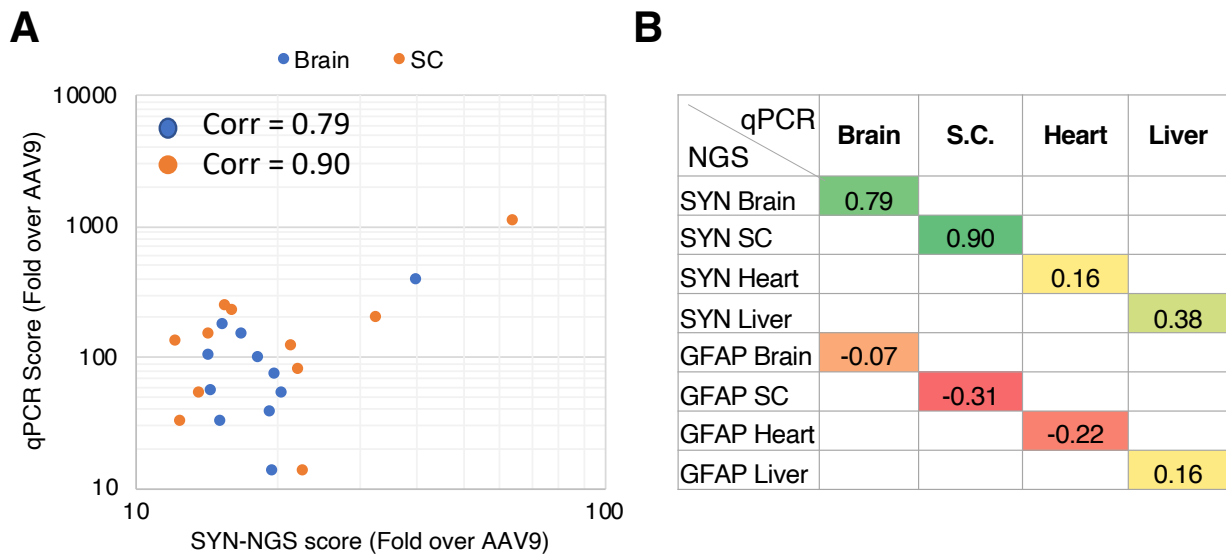 A
Brain SC
10000
1000
100
10
10 100
Corr = 0.79
Corr = 0.90
qPCR Score (Fold over AAV9)
SYN-NGS score (Fold over AAV9)
B
qPCR Brain S.C. Heart Liver
NGS
SYN Brain 0.79
SYN SC 0.90
SYN Heart 0.16
SYN Liver 0.38
GFAP Brain -0.07
GFAP SC -0.31
GFAP Heart -0.22
GFAP Liver 0.16